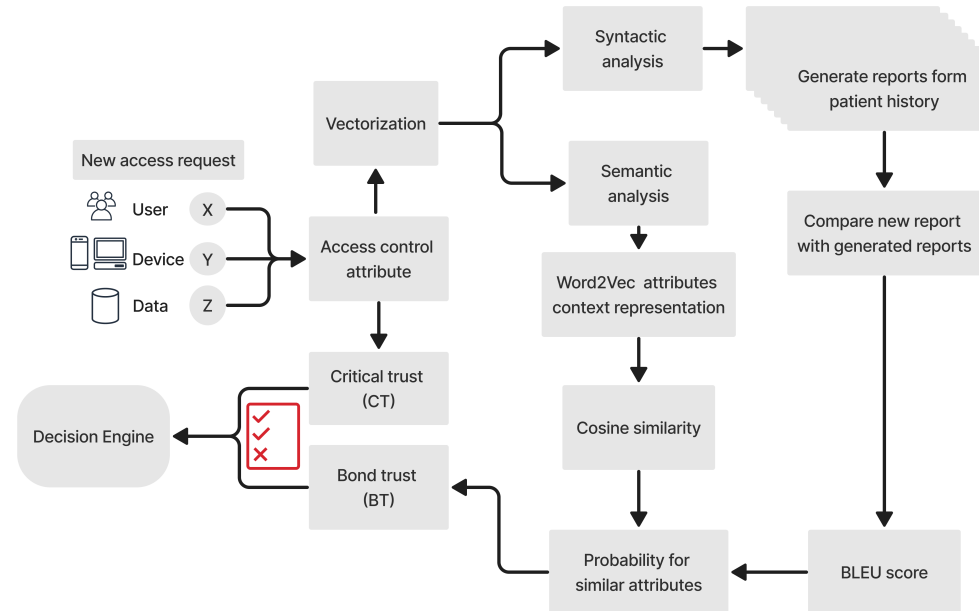 Syntactic
analysis
Generate reports form
patient history
Vectorization
New access request
Semantic
analysis
User
X
Compare new report
with generated reports
Access control
attribute
Device
Y
Word2Vec attributes
context representation
Data
Z
Critical trust
(CT)
Cosine similarity
Decision Engine
Bond trust
(BT)
Probability for
similar attributes
BLEU score